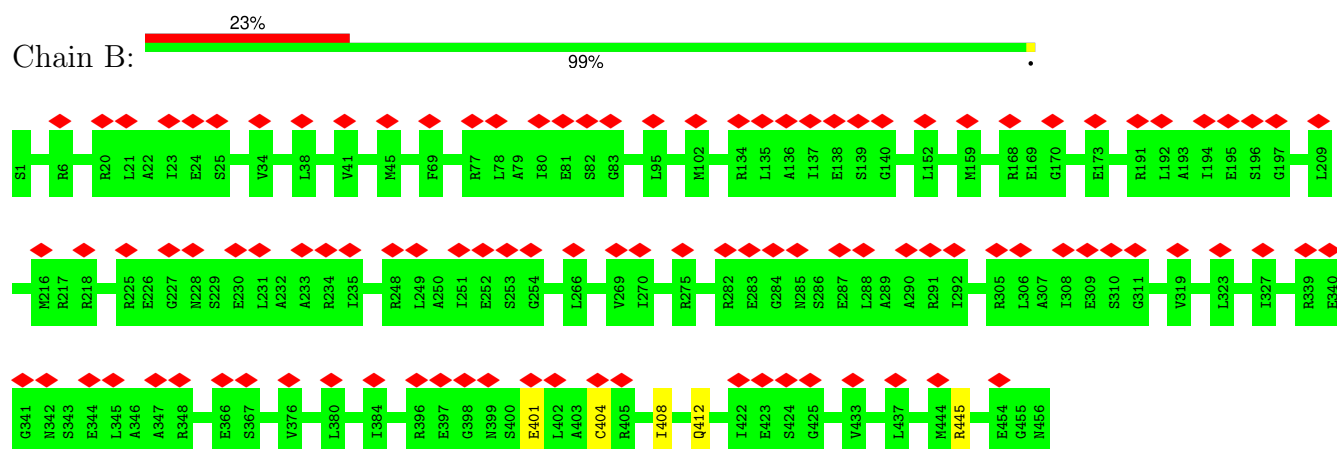 23%
Chain B:
99%
.
S1 R6 R20 L21 A22 I23 E24 S25 V34 L38 V41 M45 F69 R77 L78 A79 I80 E81 S82 G83 L95 M102 R134 L135 A136 I137 E138 S139 G140 L152 M159 R168 E169 G170 E173 R191 L192 A193 I194 E195 S196 G197 L209
M216 R217 R218 R225 E226 G227 N228 S229 E230 L231 A232 A233 R234 I235 R248 L249 A250 I251 E252 S253 G254 L266 V269 I270 R275 R282 E283 G284 N285 S286 E287 L288 A289 A290 R291 I292 R305 L306 A307 I308 E309 S310 G311 V319 L323 I327 R339 E340
G341 N342 S343 E344 L345 A346 A347 R348 E366 S367 V376 L380 I384 R396 E397 G398 N399 S400 E401 L402 A403 C404 R405 I408 Q412 I422 E423 S424 G425 V433 L437 M444 R445 E454 G455 N456